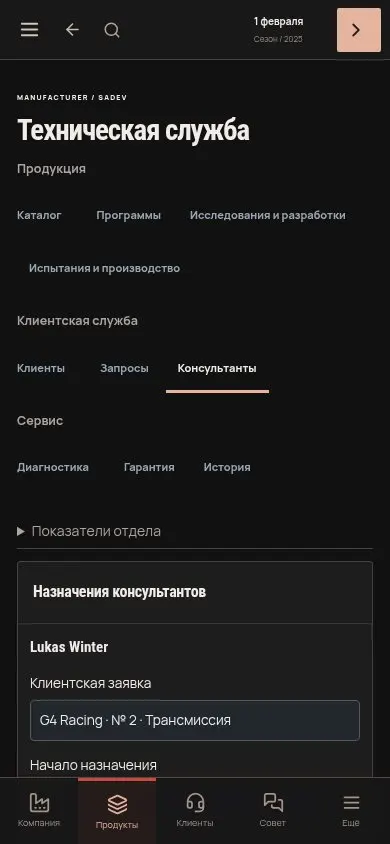 1 февраля
Сезон / 2025
MANUFACTURER / SADEV
Техническая служба
Продукция
Каталог Программы Исследования и разработки
Испытания и производство
Клиентская служба
Клиенты Запросы Консультанты
Сервис
Диагностика Гарантия История
Показатели отдела
Назначения консультантов
Lukas Winter
Клиентская заявка
G4 Racing · № 2 · Трансмиссия
Начало назначения
Компания Продукты Клиенты Совет Ещё